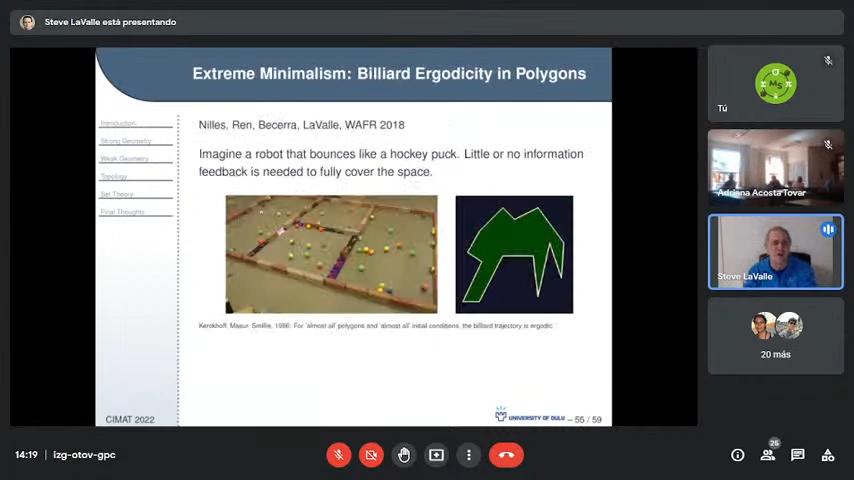 Steve LaValle está presentando
Extreme Minimalism: Billiard Ergodicity in Polygons
Introduction
Strong Geometry
Weak Geometry
Topology
Set Theory
Final Thoughts
Nilles, Ren, Becerra, LaValle, WAFR 2018
Imagine a robot that bounces like a hockey puck. Little or no information
feedback is needed to fully cover the space.
Kerckhoff, Masur, Smillie, 1986: For 'almost all' polygons and 'almost all' initial conditions, the billiard trajectory is ergodic.
CIMAT 2022
UNIVERSITY OF OULU – 55 / 59
MS
Tú
Adriana Acosta Tovar
Steve LaValle
20 más
14:19 | izg-otov-gpc
25